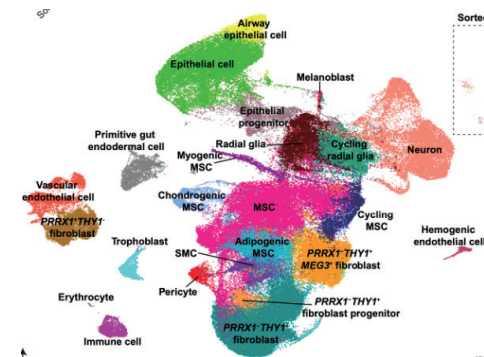 Sorte
Airway
epithelial cell
Epithelial cell
Melanoblast
Epithelial
progenitor
Primitive gut
endodermal cell
Radial glia
Cycling
radial glia
Neuron
Myogenic
MSC
Vascular
endothelial cell
Chondrogenic
MSC
MSC
PRRX1⁺THY1⁻
fibroblast
Cycling
MSC
Hemogenic
endothelial cell
Trophoblast
Adipogenic
MSC
SMC
PRRX1⁻THY1⁺
MEG3⁺ fibroblast
Pericyte
Erythrocyte
PRRX1⁻THY1⁺
fibroblast progenitor
PRRX1⁻THY1⁻
fibroblast
Immune cell